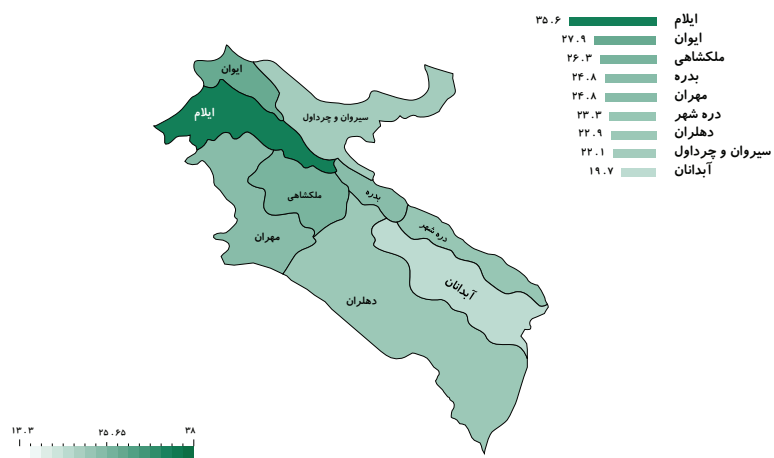 ایلام ۳۵.۶
ایوان ۲۷.۹
ملکشاهی ۲۶.۳
بدره ۲۴.۸
مهران ۲۴.۸
دره شهر ۲۳.۳
دهلران ۲۲.۹
سیروان و چرداول ۲۲.۱
آبدانان ۱۹.۷
ایوان
ایلام
سیروان و چرداول
ملکشاهی
بدره
مهران
دره شهر
آبدانان
دهلران
۱۳.۳ ۲۵.۶۵ ۳۸